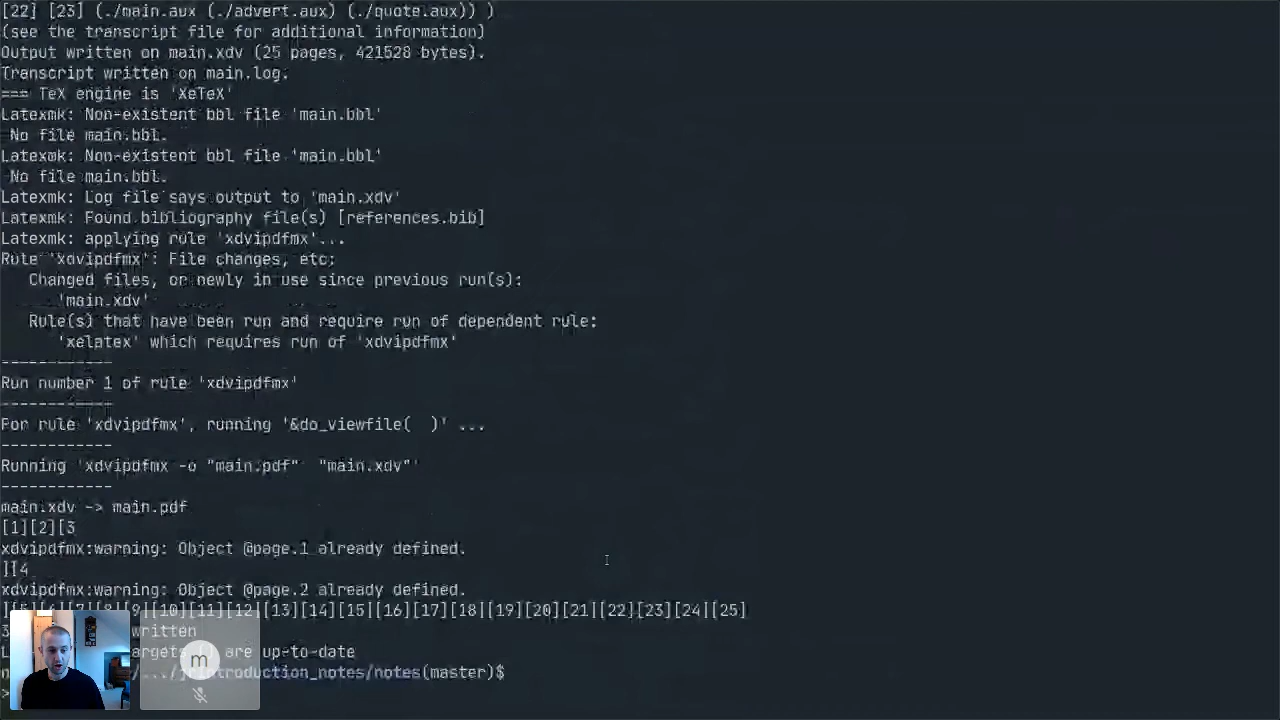 [22] [23] (./main.aux (./advert.aux) (./quote.aux)) )
(see the transcript file for additional information)
Output written on main.xdv (25 pages, 421528 bytes).
Transcript written on main.log.
=== TeX engine is 'XeTeX'
Latexmk: Non-existent bbl file 'main.bbl'
 No file main.bbl.
Latexmk: Non-existent bbl file 'main.bbl'
 No file main.bbl.
Latexmk: Log file says output to 'main.xdv'
Latexmk: Found bibliography file(s) [references.bib]
Latexmk: applying rule 'xdvipdfmx'...
Rule 'xdvipdfmx': File changes, etc:
   Changed files, or newly in use since previous run(s):
      'main.xdv'
   Rule(s) that have been run and require run of dependent rule:
      'xelatex' which requires run of 'xdvipdfmx'
------------
Run number 1 of rule 'xdvipdfmx'
------------
For rule 'xdvipdfmx', running '&do_viewfile(  )' ...
------------
Running 'xdvipdfmx -o "main.pdf"  "main.xdv"'
------------
main.xdv -> main.pdf
[1][2][3
xdvipdfmx:warning: Object @page.1 already defined.
][4
xdvipdfmx:warning: Object @page.2 already defined.
][5][6][7][8][9][10][11][12][13][14][15][16][17][18][19][20][21][22][23][24][25]
written
are up-to-date
introduction_notes/notes(master)$
m